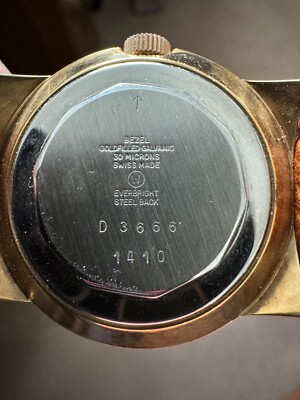 BEZEL
GOLDFILLED GALVANIC
30 MICRONS
SWISS MADE
EVERBRIGHT
STEEL BACK
D 3666
1410